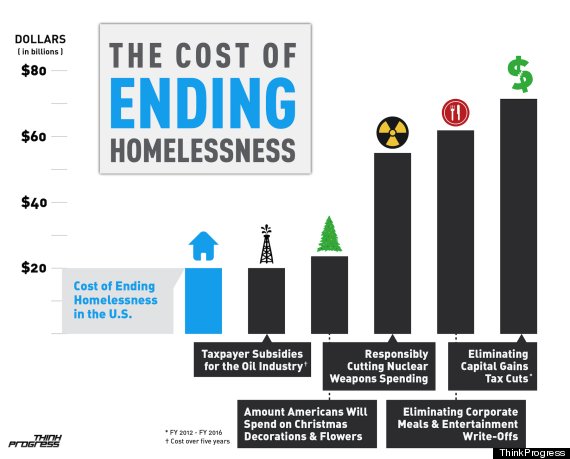 DOLLARS
( in billions )
$80
$60
$40
$20
THE COST OF
ENDING
HOMELESSNESS
Cost of Ending
Homelessness
in the U.S.
Taxpayer Subsidies
for the Oil Industry†
Responsibly
Cutting Nuclear
Weapons Spending
Eliminating
Capital Gains
Tax Cuts*
Amount Americans Will
Spend on Christmas
Decorations & Flowers
Eliminating Corporate
Meals & Entertainment
Write-Offs
* FY 2012 - FY 2016
† Cost over five years
THINK
PROGRESS
ThinkProgress